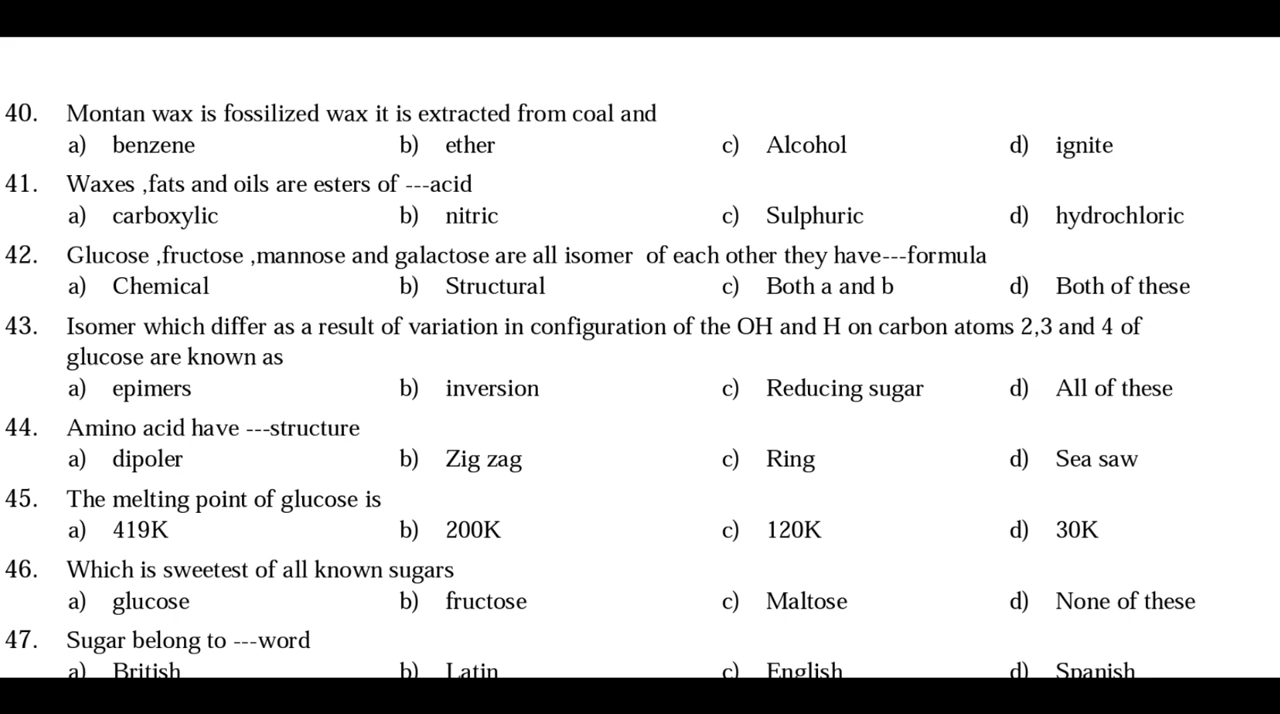 40. Montan wax is fossilized wax it is extracted from coal and
a) benzene b) ether c) Alcohol d) ignite
41. Waxes ,fats and oils are esters of ---acid
a) carboxylic b) nitric c) Sulphuric d) hydrochloric
42. Glucose ,fructose ,mannose and galactose are all isomer of each other they have---formula
a) Chemical b) Structural c) Both a and b d) Both of these
43. Isomer which differ as a result of variation in configuration of the OH and H on carbon atoms 2,3 and 4 of
glucose are known as
a) epimers b) inversion c) Reducing sugar d) All of these
44. Amino acid have ---structure
a) dipoler b) Zig zag c) Ring d) Sea saw
45. The melting point of glucose is
a) 419K b) 200K c) 120K d) 30K
46. Which is sweetest of all known sugars
a) glucose b) fructose c) Maltose d) None of these
47. Sugar belong to ---word
a) British b) Latin c) English d) Spanish